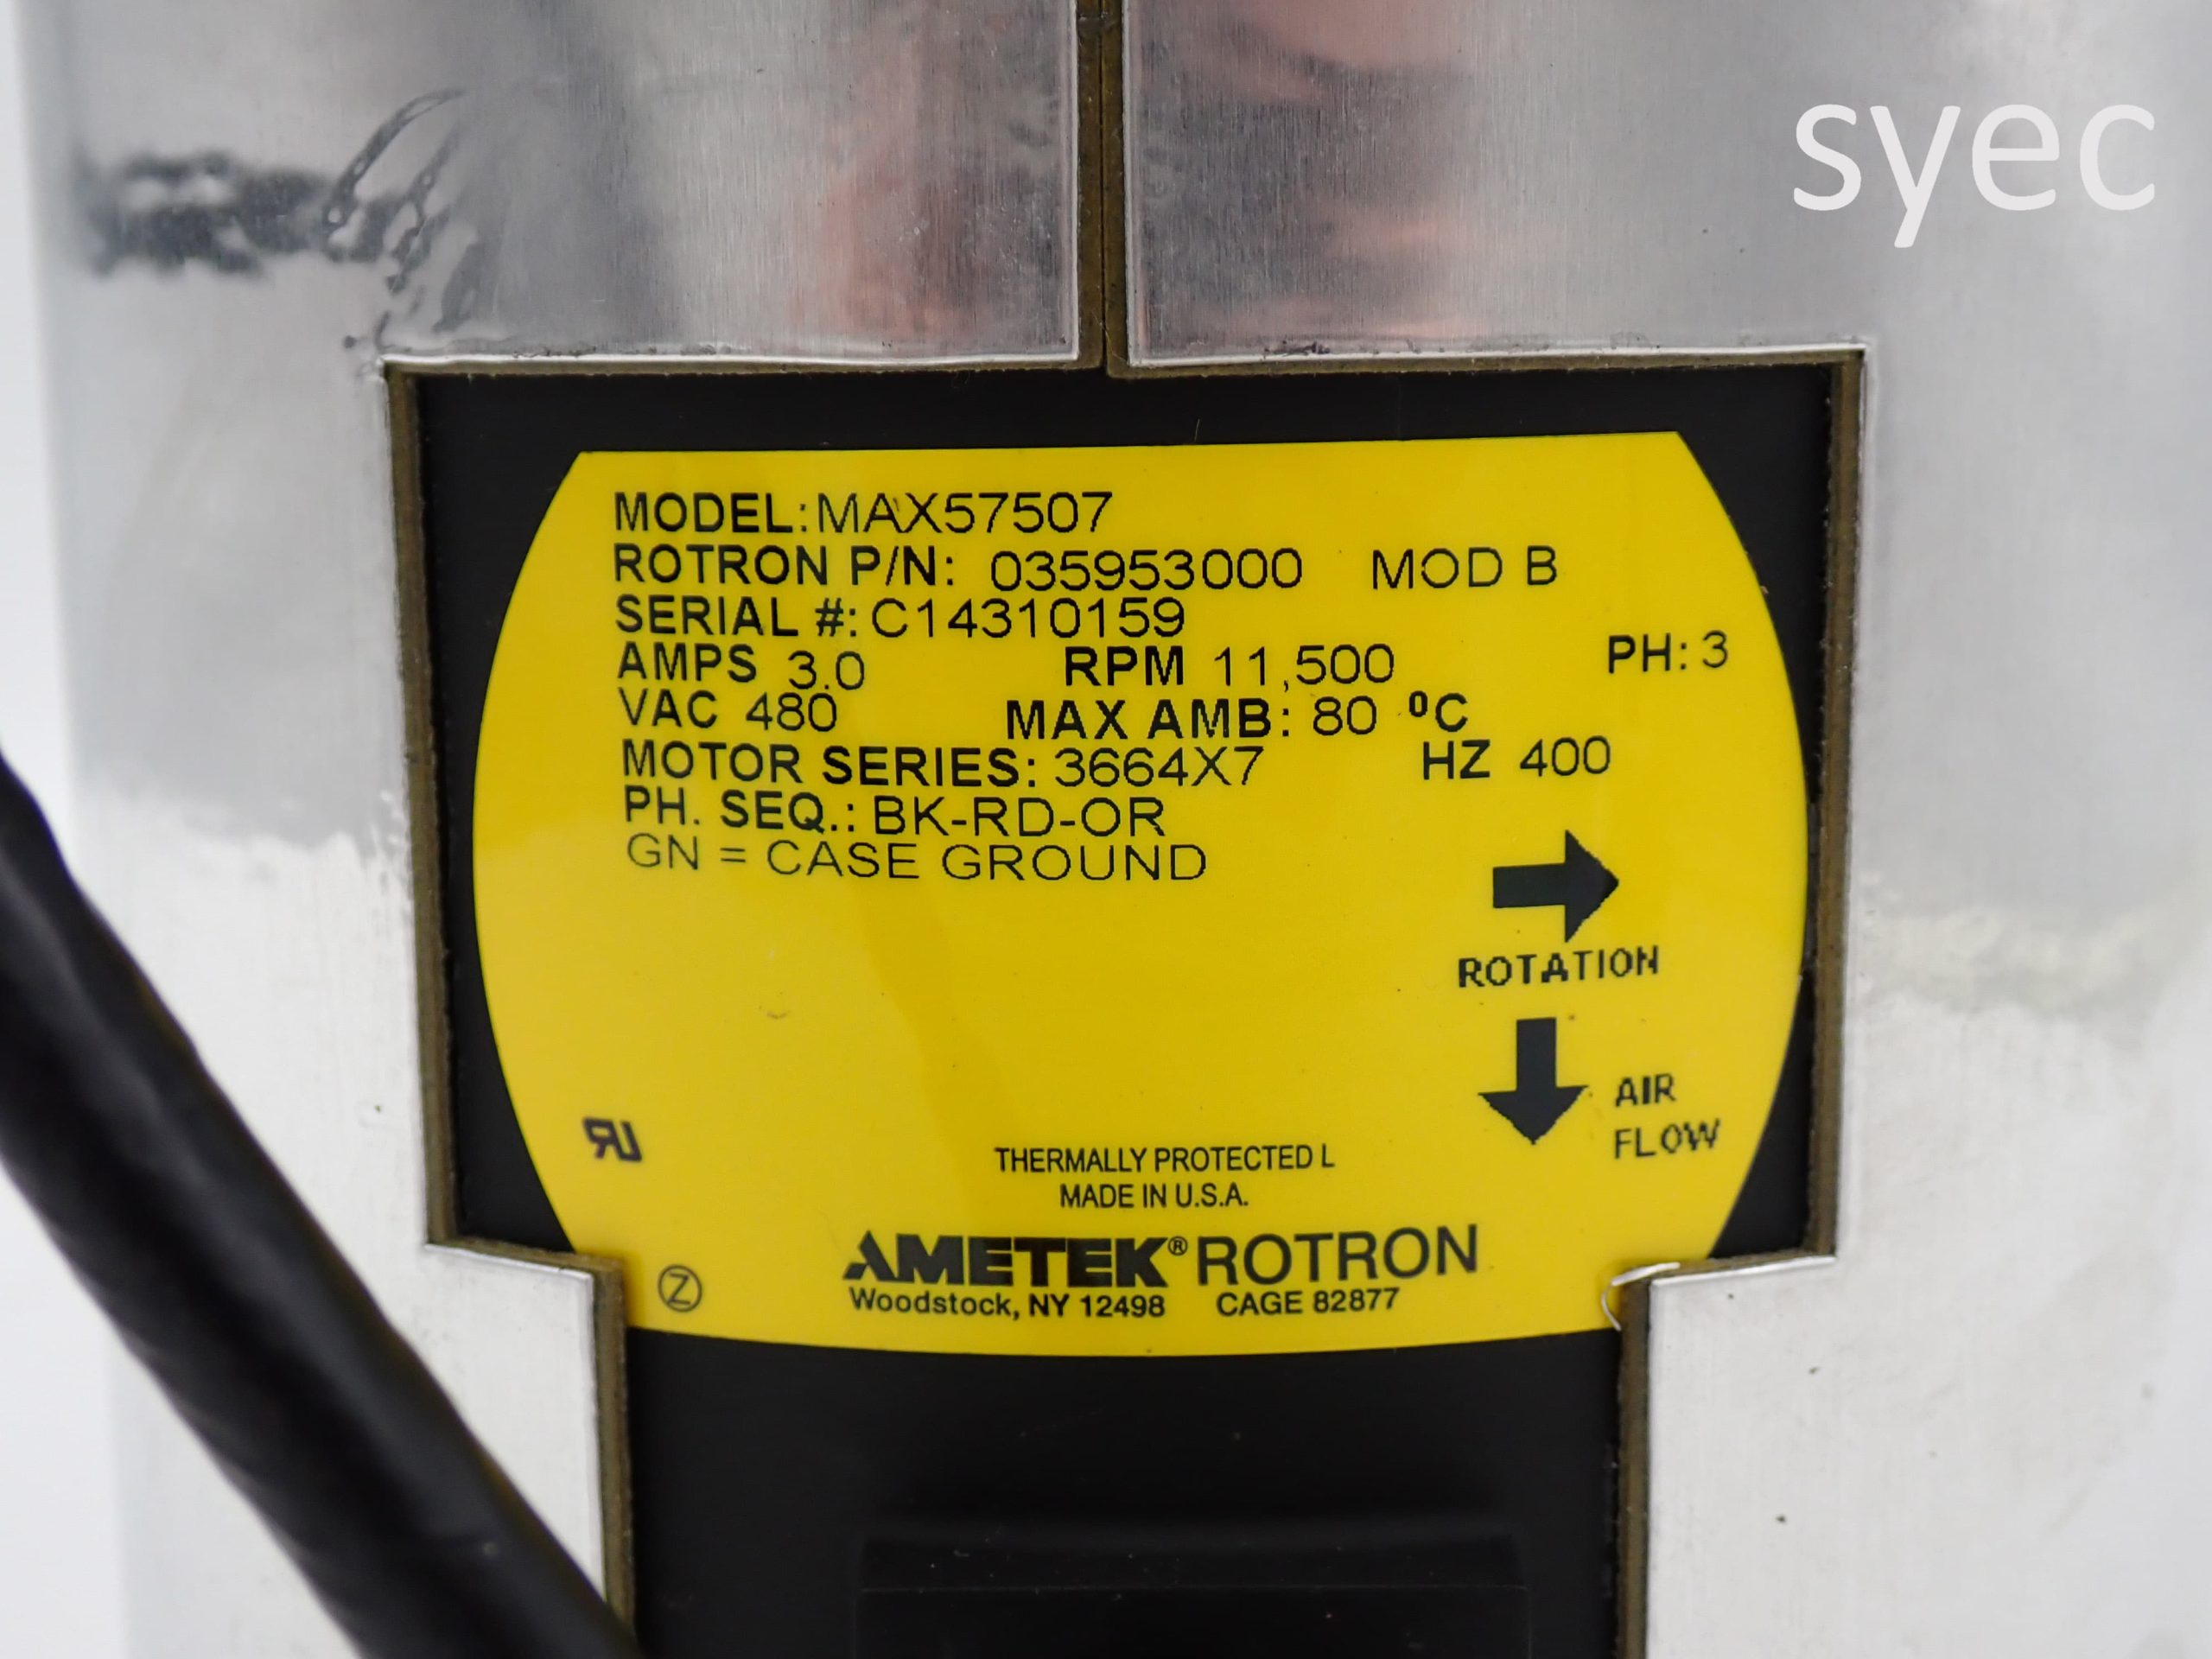 syec
MODEL: MAX57507
ROTRON P/N: 035953000 MOD B
SERIAL #: C14310159
AMPS 3.0 RPM 11,500 PH: 3
VAC 480 MAX AMB: 80 ºC
MOTOR SERIES: 3664X7 HZ 400
PH. SEQ.: BK-RD-OR
GN = CASE GROUND
ROTATION
AIR
FLOW
THERMALLY PROTECTED L
MADE IN U.S.A.
AMETEK® ROTRON
Z
Woodstock, NY 12498 CAGE 82877